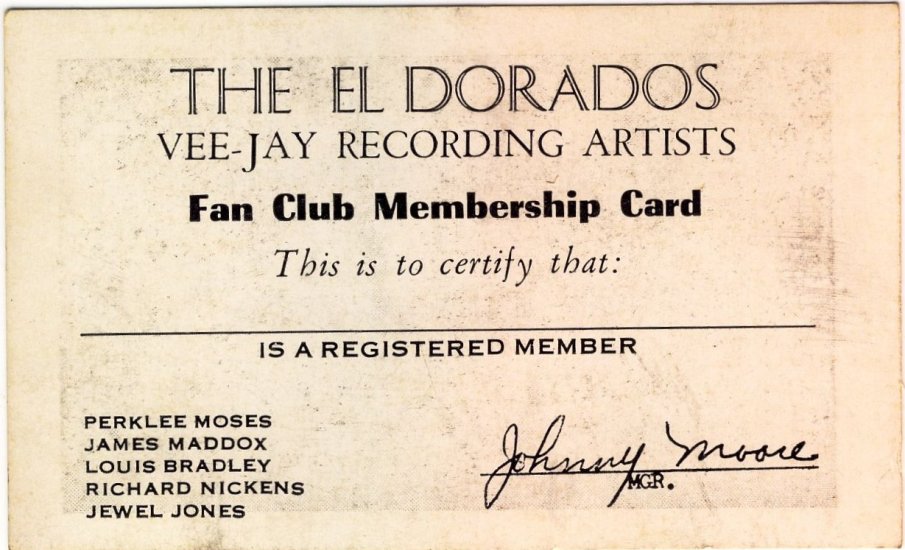 THE EL DORADOS
VEE-JAY RECORDING ARTISTS
Fan Club Membership Card
This is to certify that:
IS A REGISTERED MEMBER
PERKLEE MOSES
JAMES MADDOX
LOUIS BRADLEY
RICHARD NICKENS
JEWEL JONES
Johnny Moore
MGR.